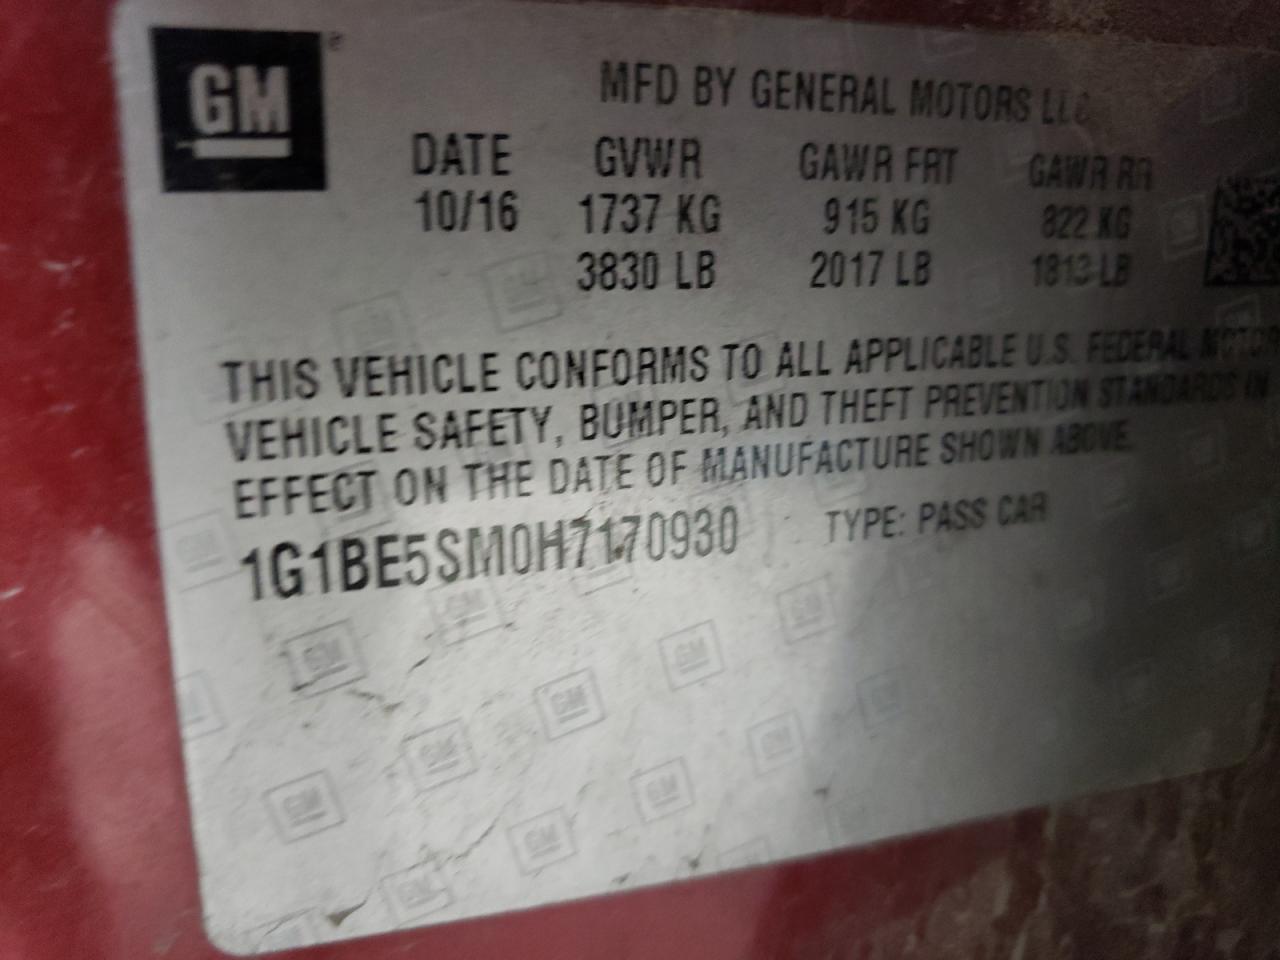 GM
MFD BY GENERAL MOTORS LLC
DATE GVWR GAWR FRT GAWR RR
10/16 1737 KG 915 KG 822 KG
3830 LB 2017 LB 1813 LB
THIS VEHICLE CONFORMS TO ALL APPLICABLE U.S. FEDERAL MOTOR
VEHICLE SAFETY, BUMPER, AND THEFT PREVENTION STANDARDS IN
EFFECT ON THE DATE OF MANUFACTURE SHOWN ABOVE.
1G1BE5SM0H7170930 TYPE: PASS CAR